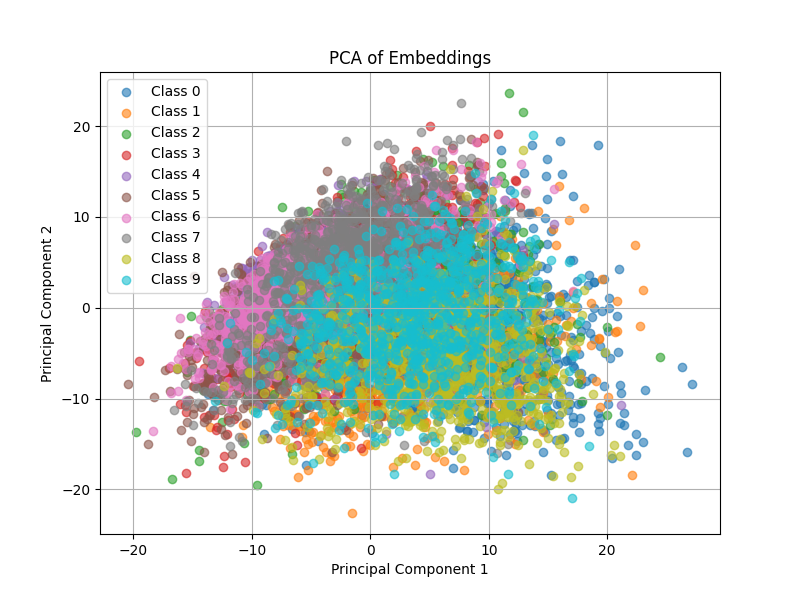 PCA of Embeddings
Class 0
Class 1
Class 2
Class 3
Class 4
Class 5
Class 6
Class 7
Class 8
Class 9
20
10
0
−10
−20
Principal Component 2
−20 −10 0 10 20
Principal Component 1